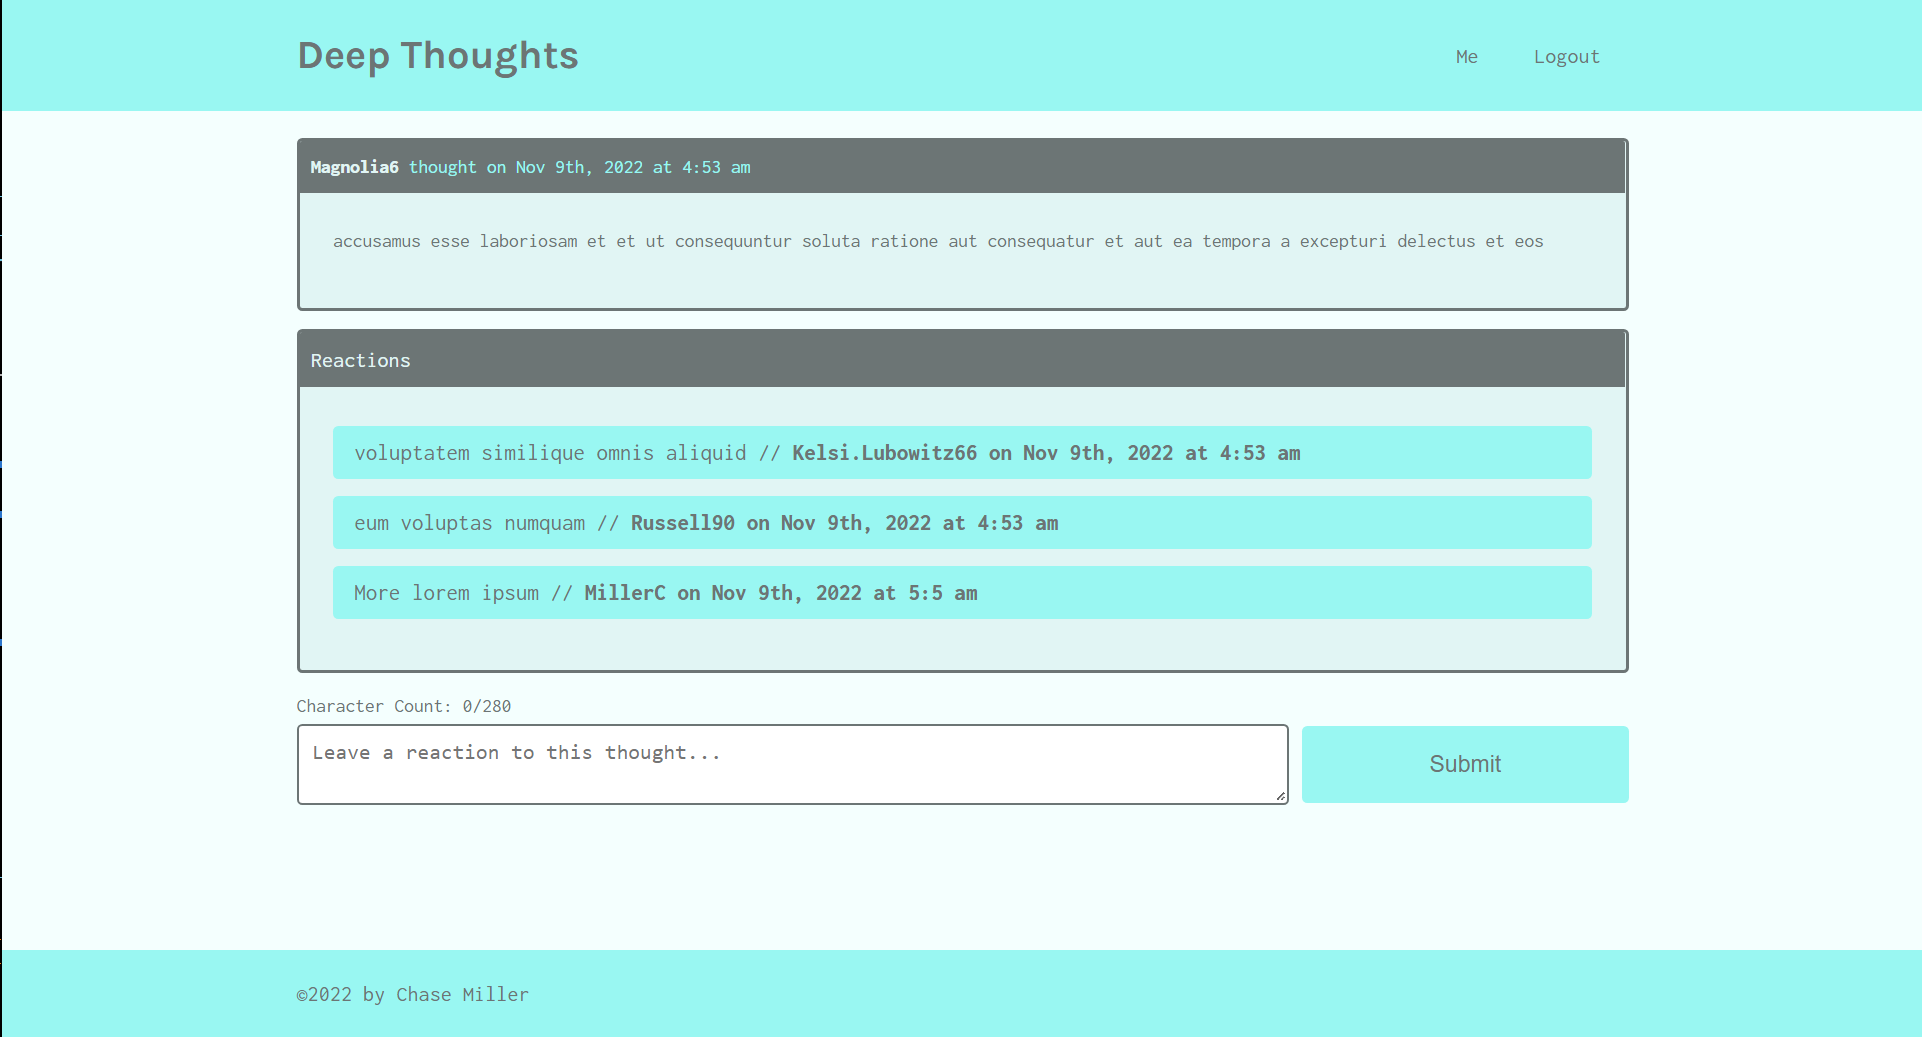 Deep Thoughts
Me Logout
Magnolia6 thought on Nov 9th, 2022 at 4:53 am
accusamus esse laboriosam et et ut consequuntur soluta ratione aut consequatur et aut ea tempora a excepturi delectus et eos
Reactions
voluptatem similique omnis aliquid // Kelsi.Lubowitz66 on Nov 9th, 2022 at 4:53 am
eum voluptas numquam // Russell90 on Nov 9th, 2022 at 4:53 am
More lorem ipsum // MillerC on Nov 9th, 2022 at 5:5 am
Character Count: 0/280
Leave a reaction to this thought...
Submit
©2022 by Chase Miller